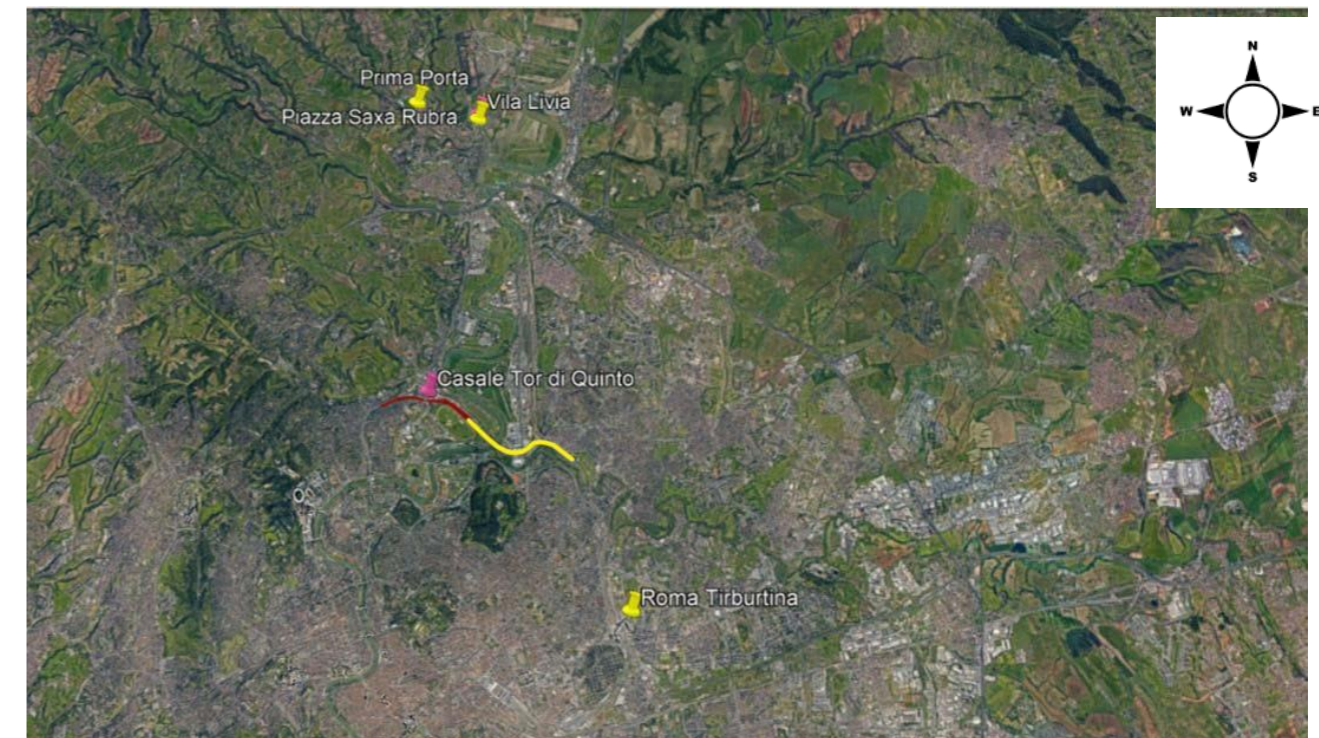 N
W E
S
Prima Porta
Vila Livia
Piazza Saxa Rubra
Casale Tor di Quinto
Roma Tirburtina